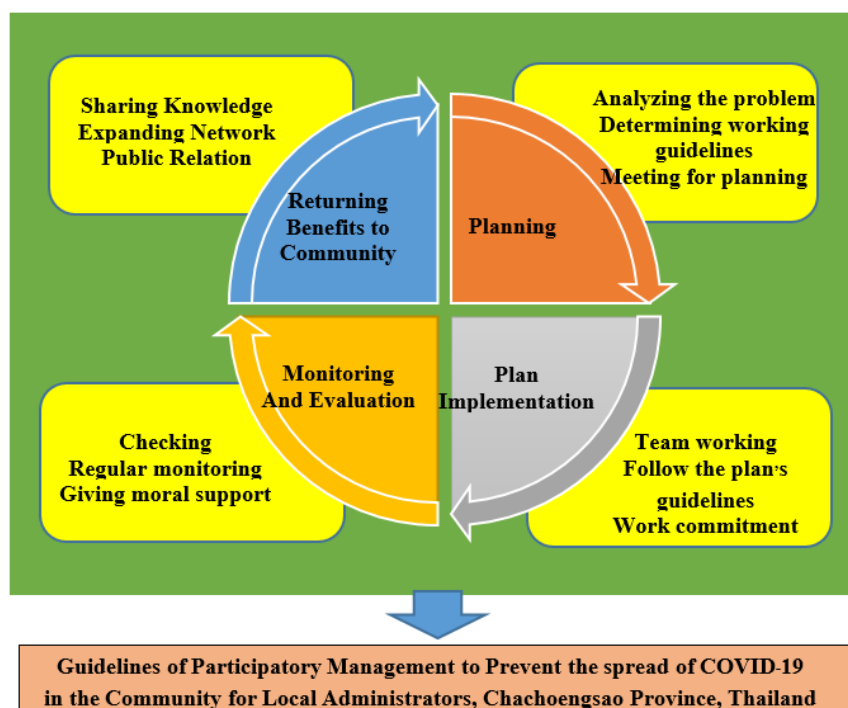 Sharing Knowledge
Expanding Network
Public Relation
Analyzing the problem
Determining working
guidelines
Meeting for planning
Returning
Benefits to
Community
Planning
Monitoring
And Evaluation
Plan
Implementation
Checking
Regular monitoring
Giving moral support
Team working
Follow the plan's
guidelines
Work commitment
Guidelines of Participatory Management to Prevent the spread of COVID-19
in the Community for Local Administrators, Chachoengsao Province, Thailand